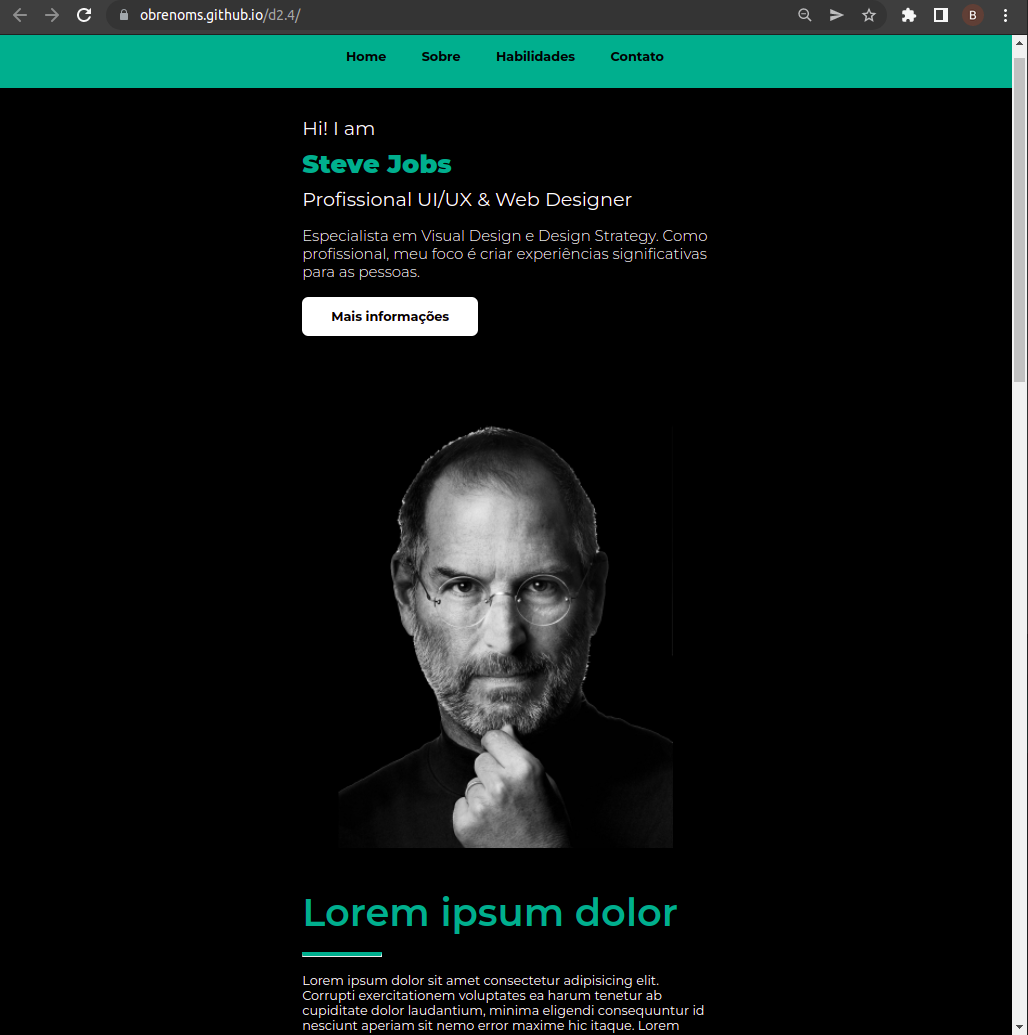 obrenoms.github.io/d2.4/
B
Home Sobre Habilidades Contato
Hi! I am
Steve Jobs
Profissional UI/UX & Web Designer
Especialista em Visual Design e Design Strategy. Como
profissional, meu foco é criar experiências significativas
para as pessoas.
Mais informações
Lorem ipsum dolor
Lorem ipsum dolor sit amet consectetur adipisicing elit.
Corrupti exercitationem voluptates ea harum tenetur ab
cupiditate dolor laudantium, minima eligendi consequuntur id
nesciunt aperiam sit nemo error maxime hic itaque. Lorem